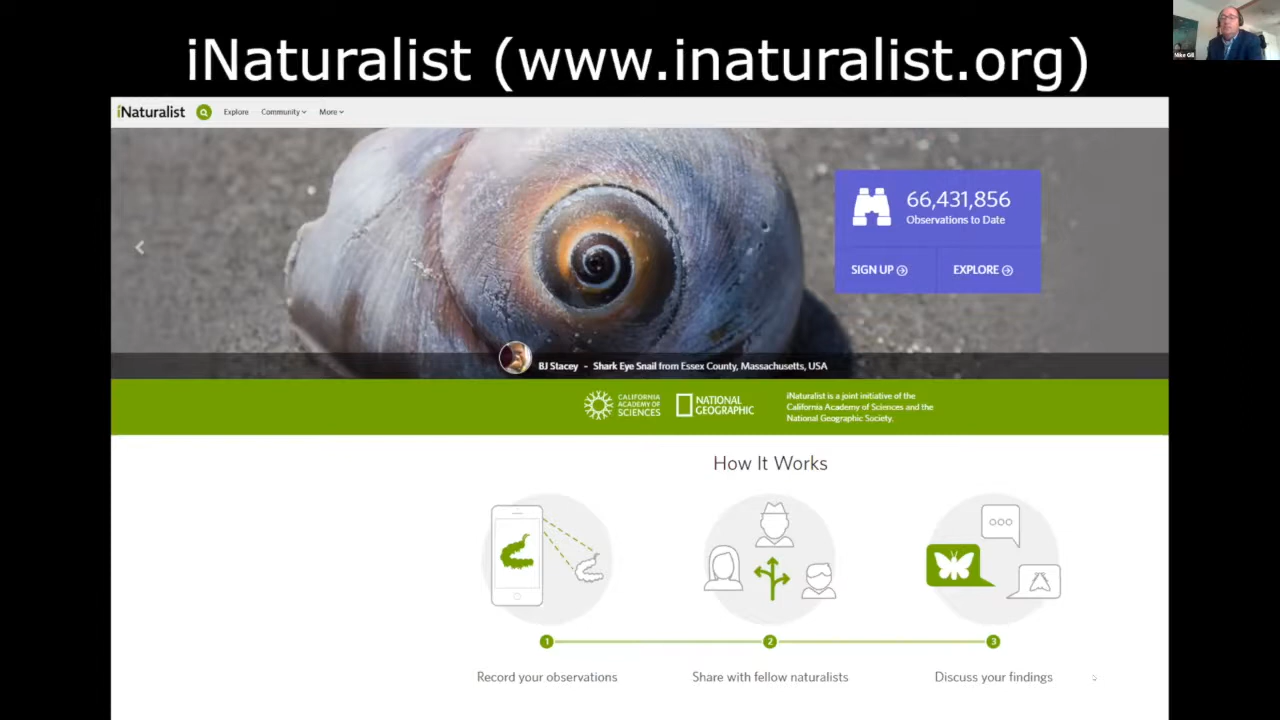 iNaturalist (www.inaturalist.org)
Mike Gill
iNaturalist Explore Community More
66,431,856
Observations to Date
SIGN UP EXPLORE
BJ Stacey - Shark Eye Snail from Essex County, Massachusetts, USA
CALIFORNIA
ACADEMY OF
SCIENCES
NATIONAL
GEOGRAPHIC
iNaturalist is a joint initiative of the
California Academy of Sciences and the
National Geographic Society.
How It Works
1 2 3
Record your observations Share with fellow naturalists Discuss your findings